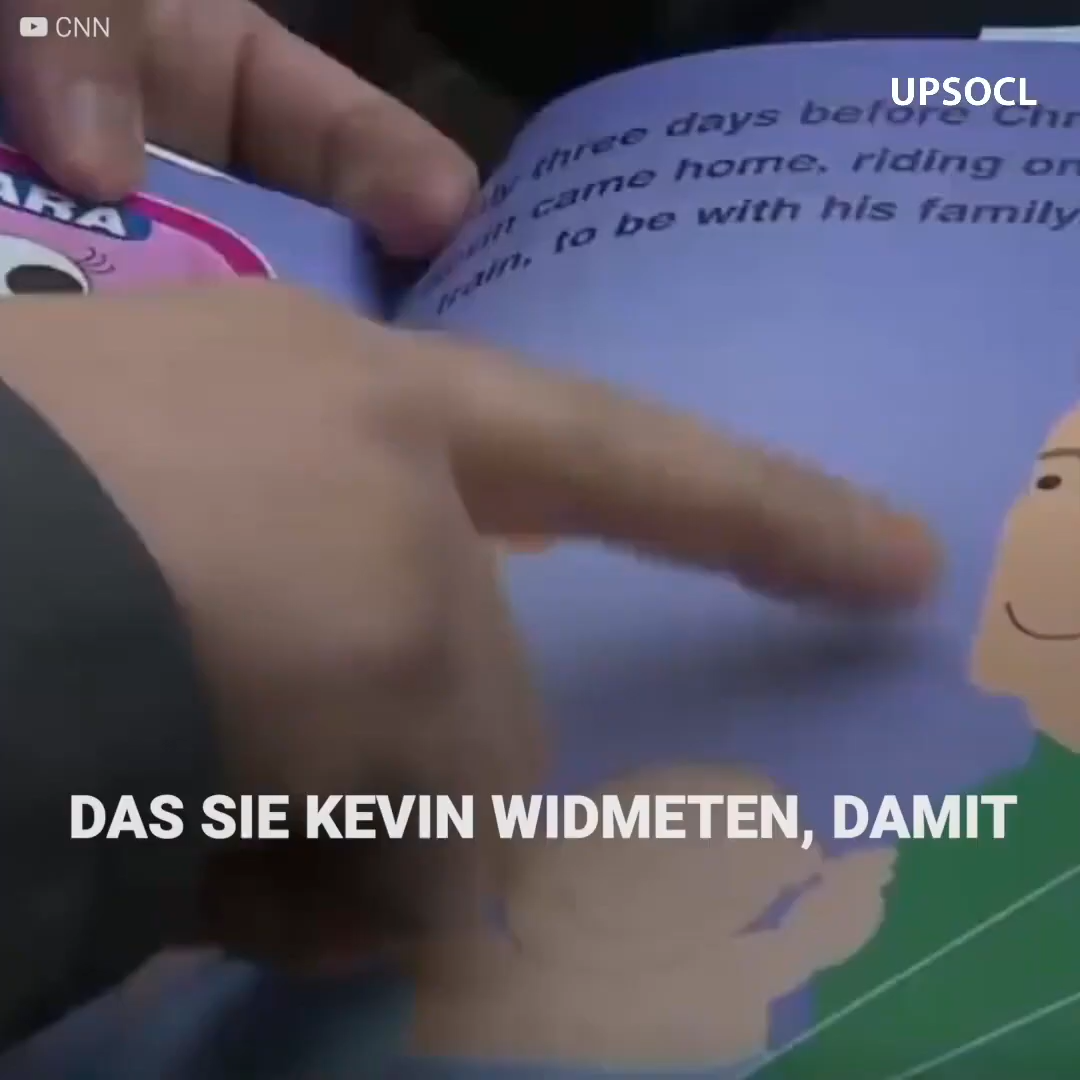 CNN
UPSOCL
ARA
three days before Chr
came home, riding on
train, to be with his family
DAS SIE KEVIN WIDMETEN, DAMIT